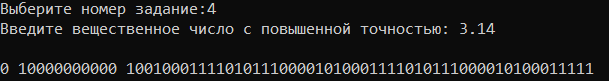 Выберите номер задание:4
Введите вещественное число с повышенной точностью: 3.14
0 10000000000 1001000111101011100001010001111010111000010100011111